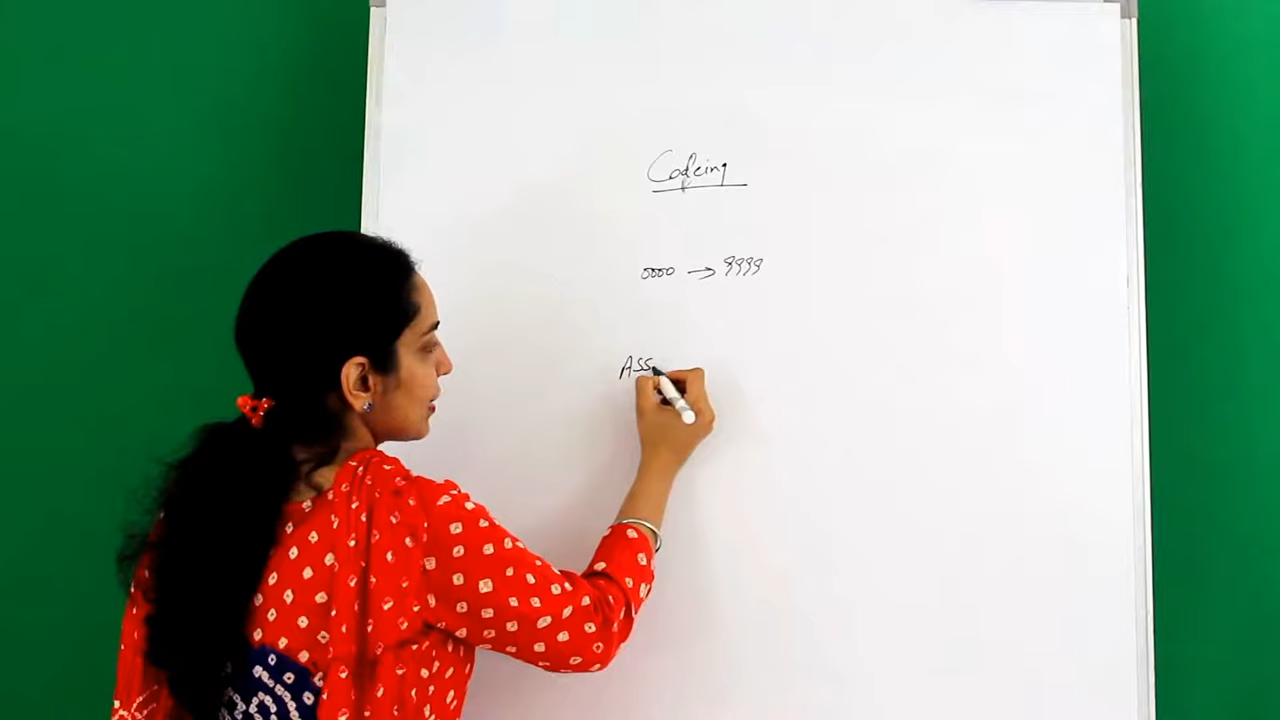 Codeing
0000 → 9999
Ass